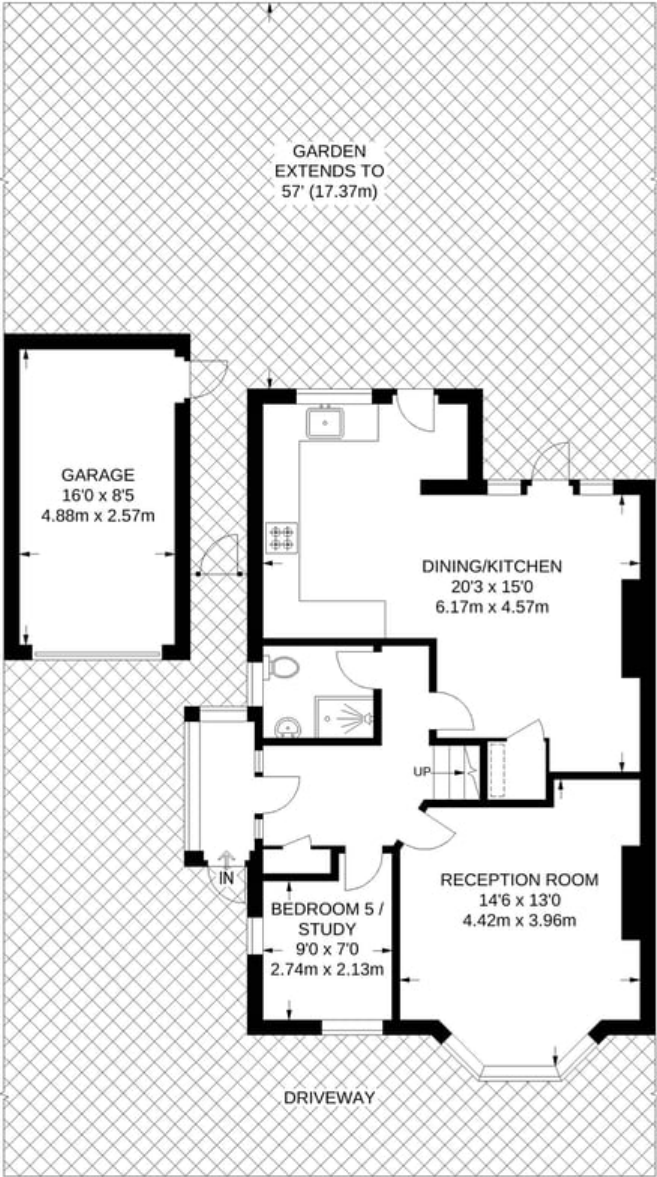 GARDEN
EXTENDS TO
57' (17.37m)
GARAGE
16'0 x 8'5
4.88m x 2.57m
DINING/KITCHEN
20'3 x 15'0
6.17m x 4.57m
UP
IN
RECEPTION ROOM
14'6 x 13'0
4.42m x 3.96m
BEDROOM 5 /
STUDY
9'0 x 7'0
2.74m x 2.13m
DRIVEWAY